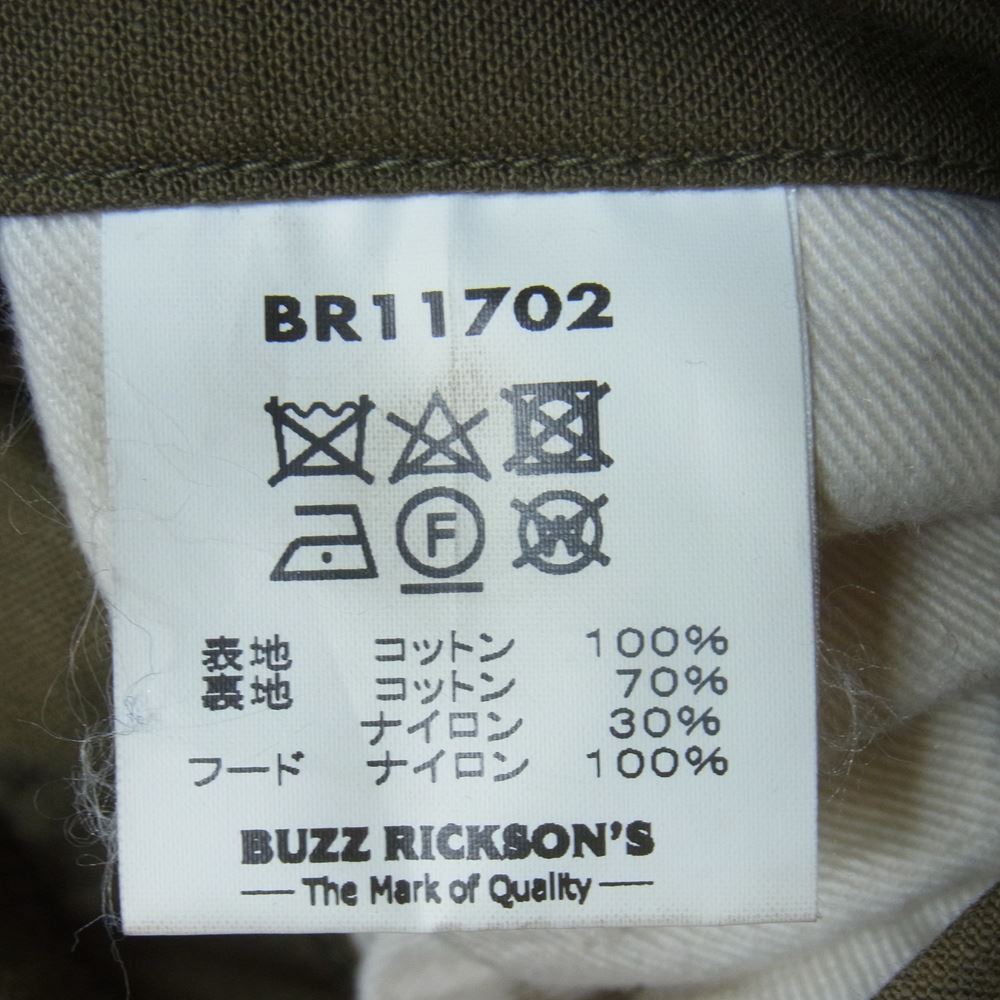 BR11702
F
W
表地 コットン 100%
裏地 コットン 70%
ナイロン 30%
フード ナイロン 100%
BUZZ RICKSON'S
The Mark of Quality